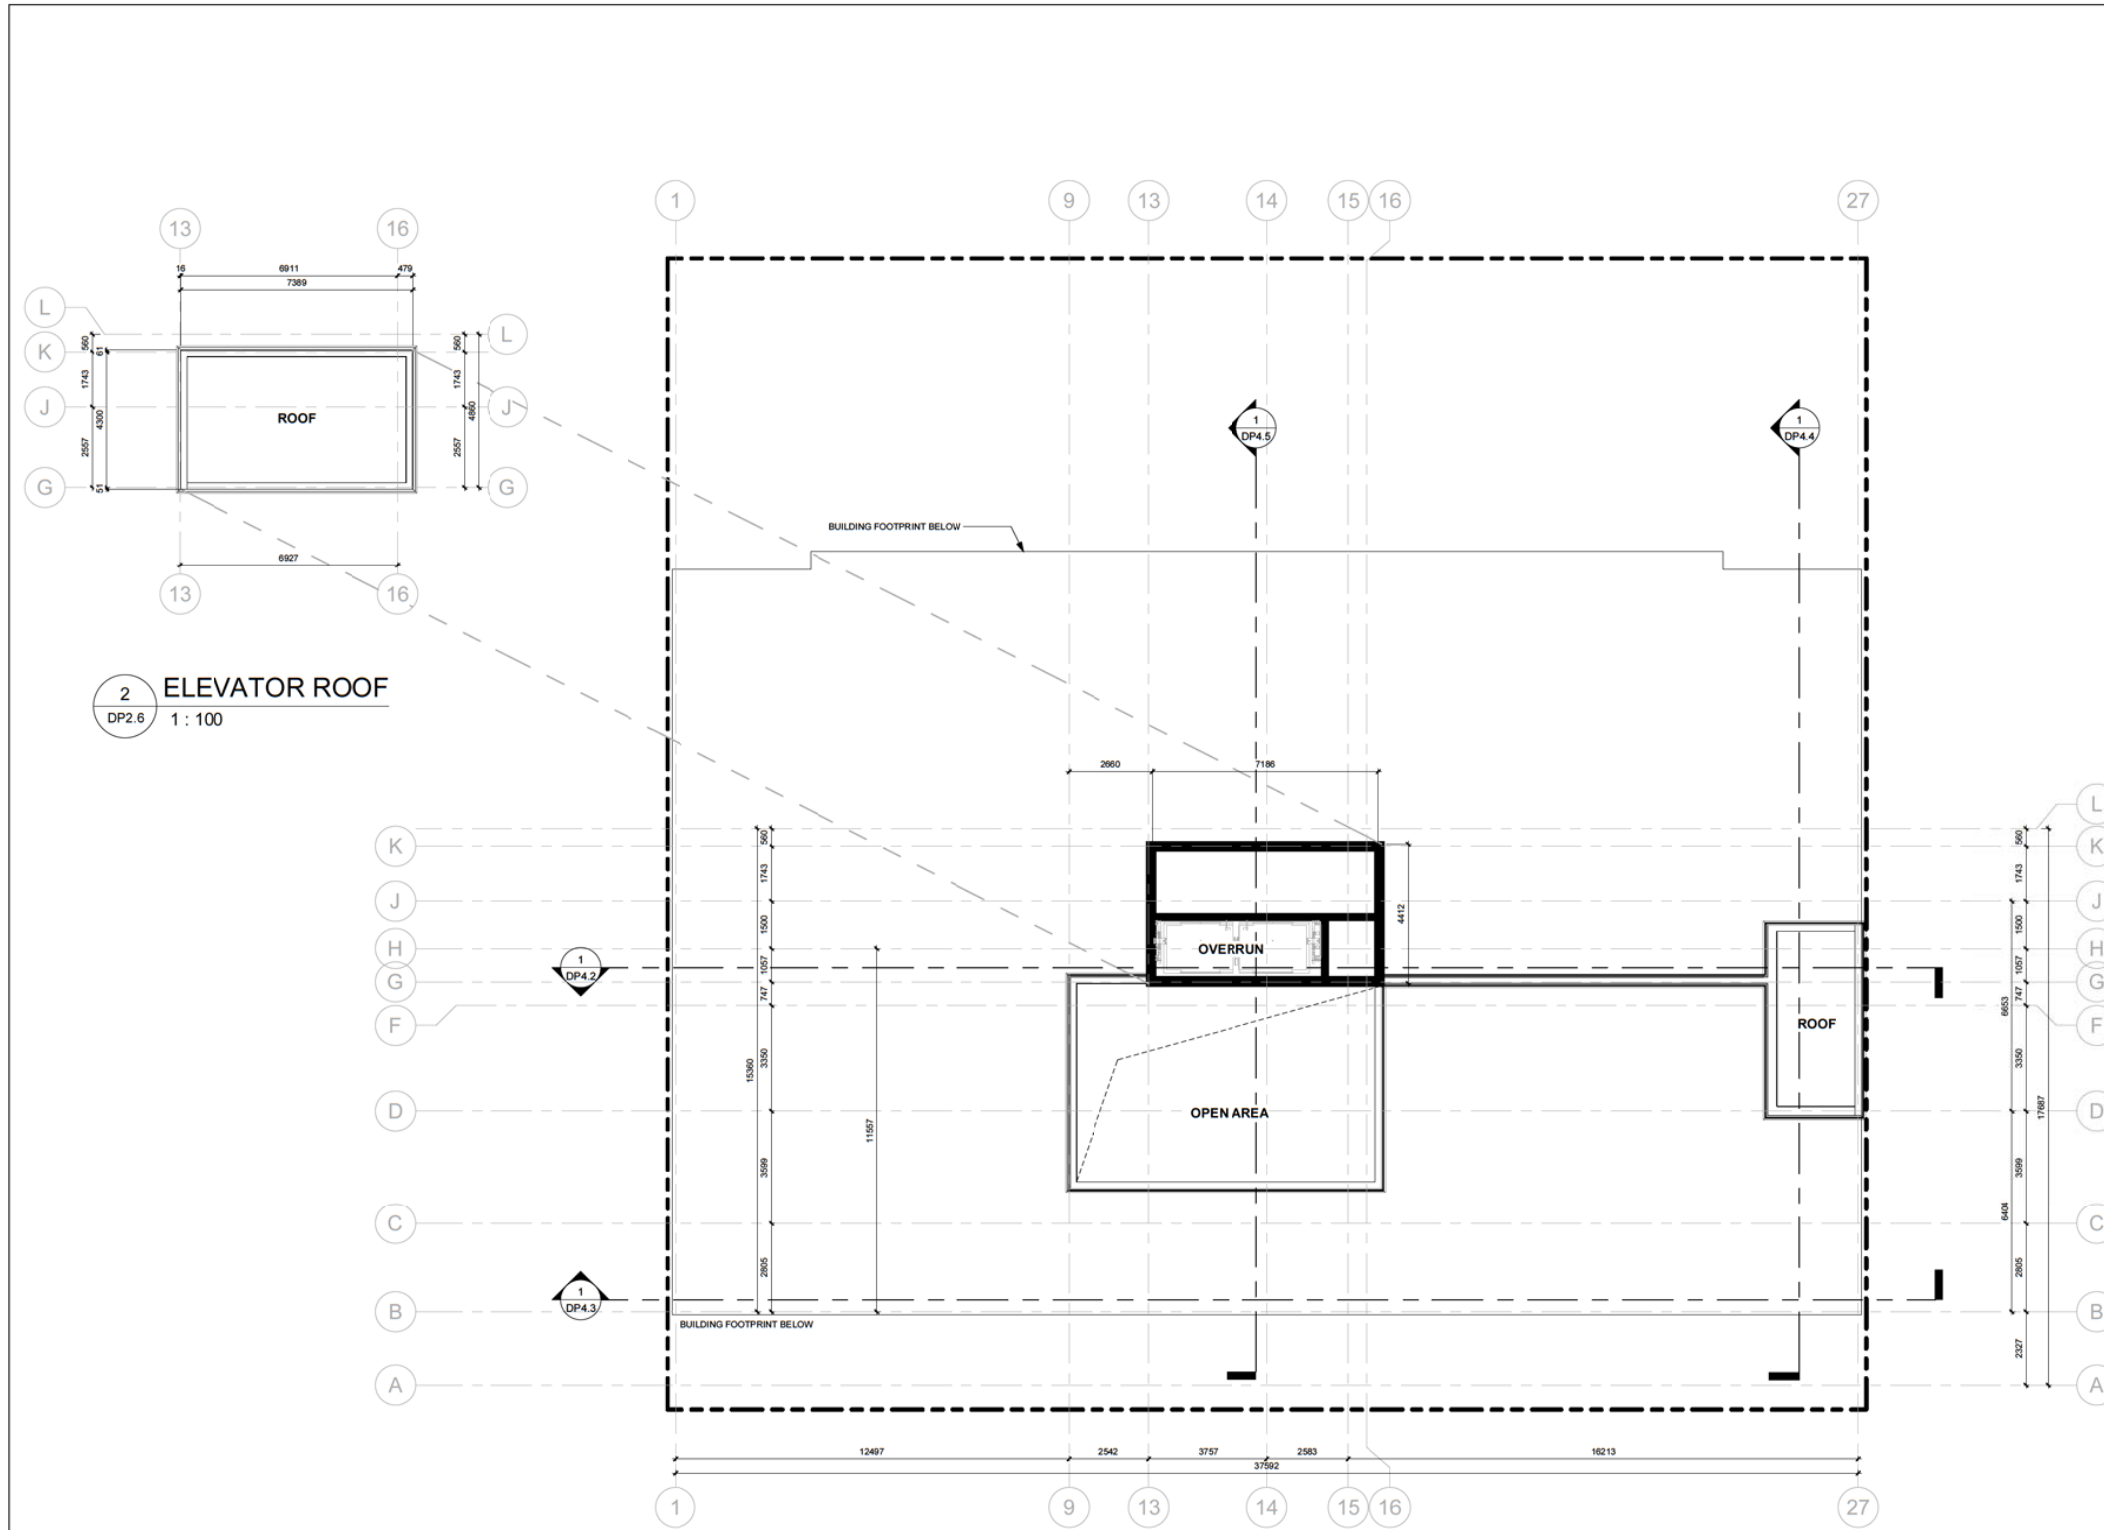 1 9 13 14 15 16 27
13 16
16 6911 479
7389
L
K
J
G
560
61
1743
4300
2557
51
ROOF
560
1743
4860
2557
L
J
G
6927
13 16
2
DP2.6
ELEVATOR ROOF
1 : 100
1
DP4.5
1
DP4.4
BUILDING FOOTPRINT BELOW
2660 7186
K
J
H
G
F
D
C
B
A
1
DP4.2
1
DP4.3
560
1743
1500
1057
747
3350
15360
3599
2805
11557
4412
OVERRUN
OPEN AREA
ROOF
BUILDING FOOTPRINT BELOW
560
1743
1500
1057
747
6653
3350
17687
3599
6404
2805
2327
L
K
J
H
G
F
D
C
B
A
12497 2542 3757 2583 16213
37592
1 9 13 14 15 16 27